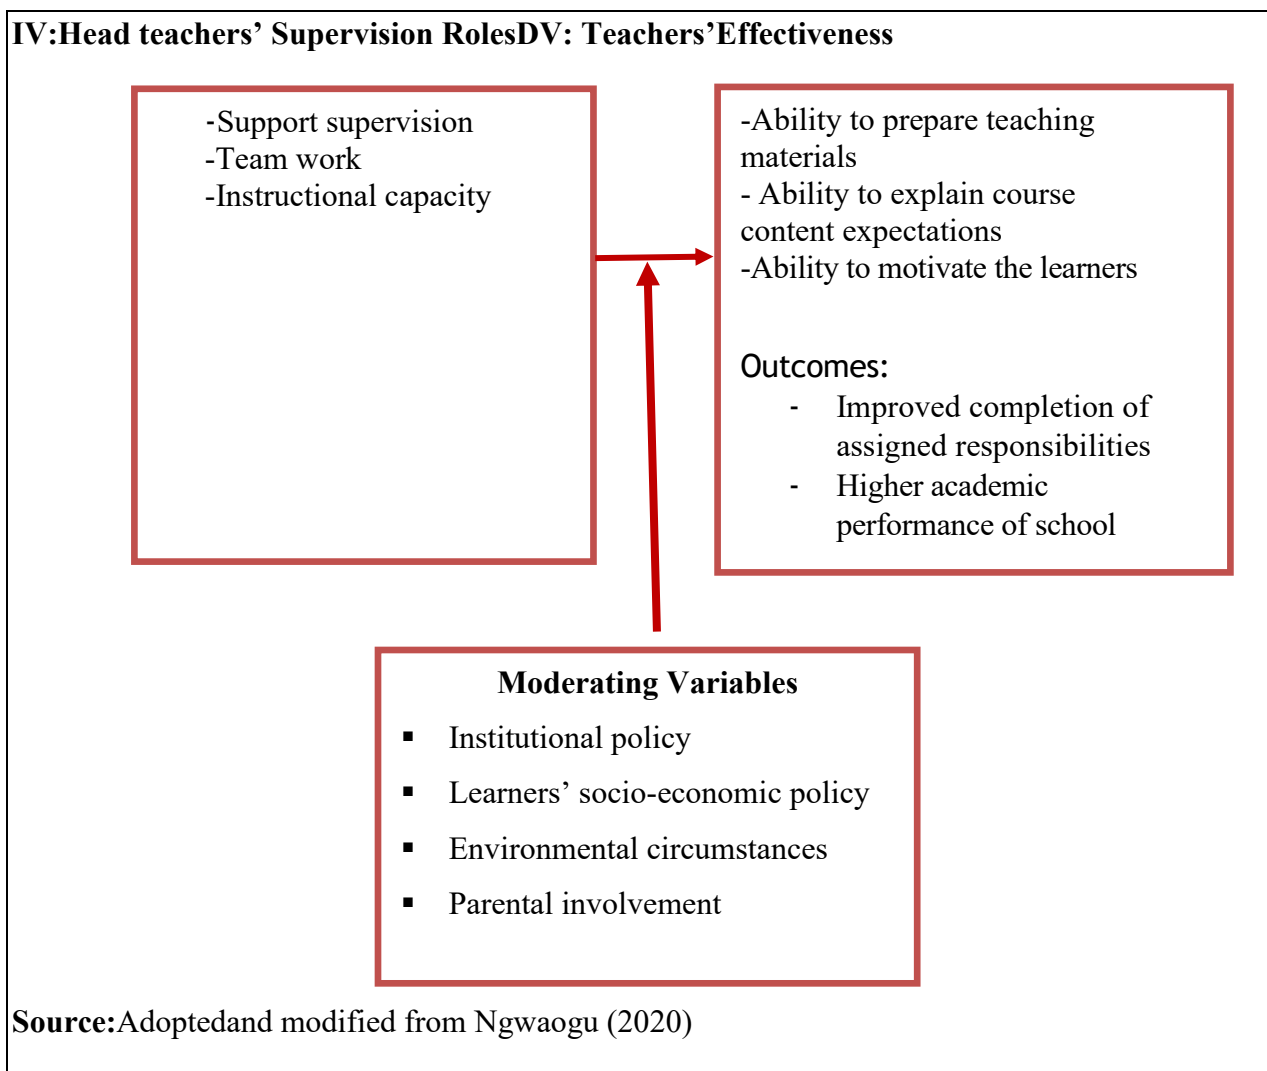 IV:Head teachers’ Supervision RolesDV: Teachers’Effectiveness
-Support supervision
-Team work
-Instructional capacity
-Ability to prepare teaching
materials
- Ability to explain course
content expectations
-Ability to motivate the learners
Outcomes:
- Improved completion of
assigned responsibilities
- Higher academic
performance of school
Moderating Variables
▪ Institutional policy
▪ Learners’ socio-economic policy
▪ Environmental circumstances
▪ Parental involvement
Source:Adoptedand modified from Ngwaogu (2020)